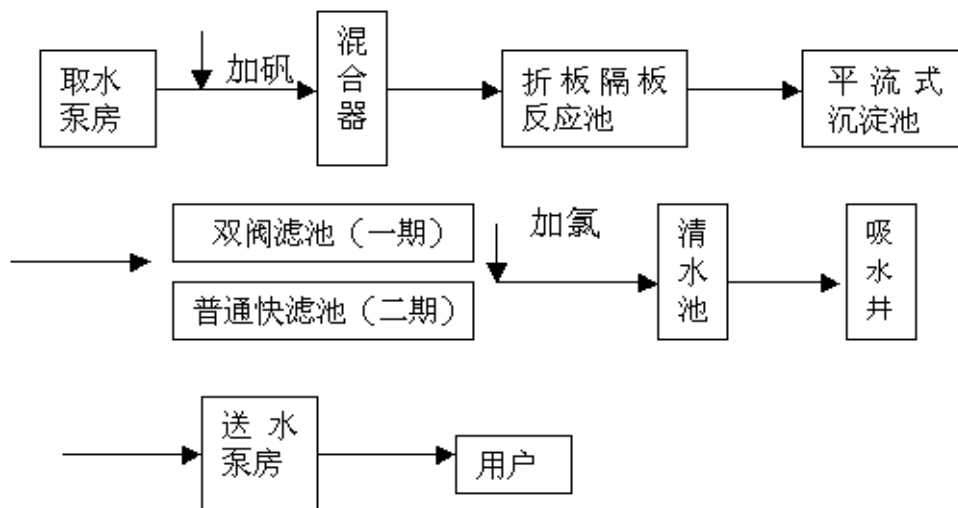 取水
泵房
加矾
混
合
器
折板隔板
反应池
平流式
沉淀池
双阀滤池（一期）
普通快滤池（二期）
加氯
清
水
池
吸
水
井
送水
泵房
用户